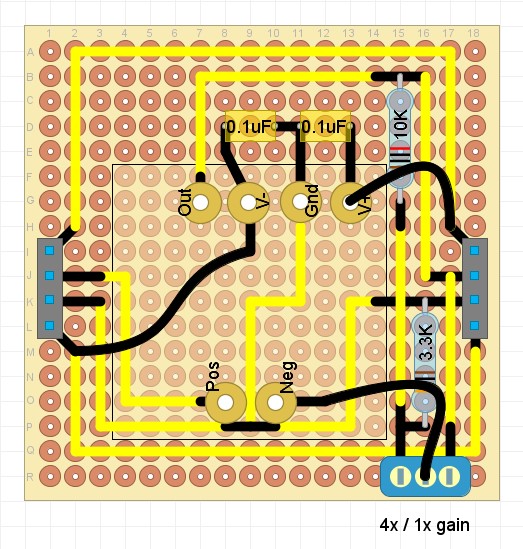 1 2 3 4 5 6 7 8 9 10 11 12 13 14 15 16 17 18
A
B
C
D
E
F
G
H
I
J
K
L
M
N
O
P
Q
R
0.1uF 0.1uF
10K
Out V- Gnd V+
3.3K
Pos Neg
4x / 1x gain